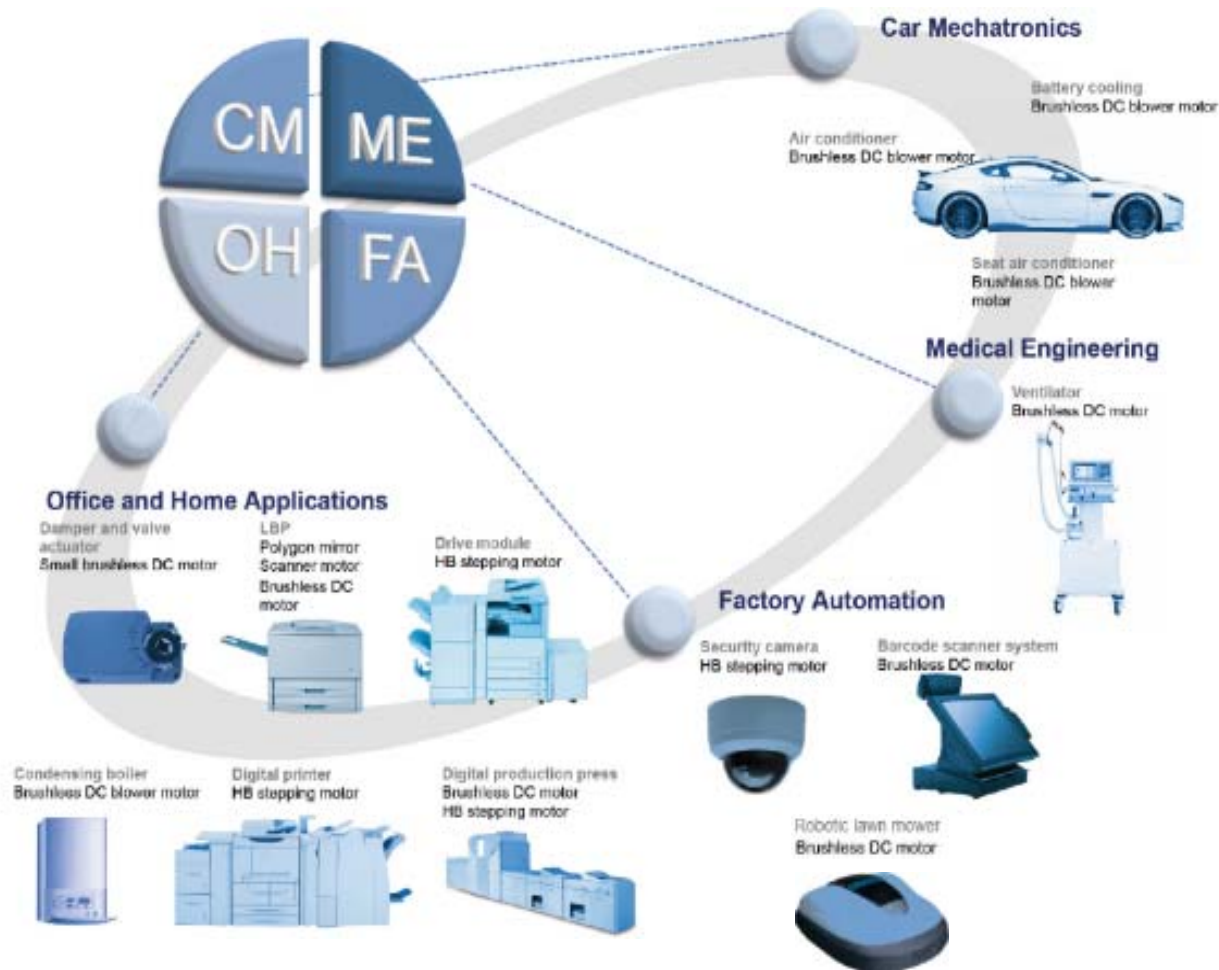 CM
ME
OH
FA
Car Mechatronics
Battery cooling
Brushless DC blower motor
Air conditioner
Brushless DC blower motor
Seat air conditioner
Brushless DC blower
motor
Medical Engineering
Ventilator
Brushless DC motor
Office and Home Applications
Damper and valve
actuator
Small brushless DC motor
LBP
Polygon mirror
Scanner motor
Brushless DC
motor
Drive module
HB stepping motor
Factory Automation
Security camera
HB stepping motor
Barcode scanner system
Brushless DC motor
Condensing boiler
Brushless DC blower motor
Digital printer
HB stepping motor
Digital production press
Brushless DC motor
HB stepping motor
Robotic lawn mower
Brushless DC motor